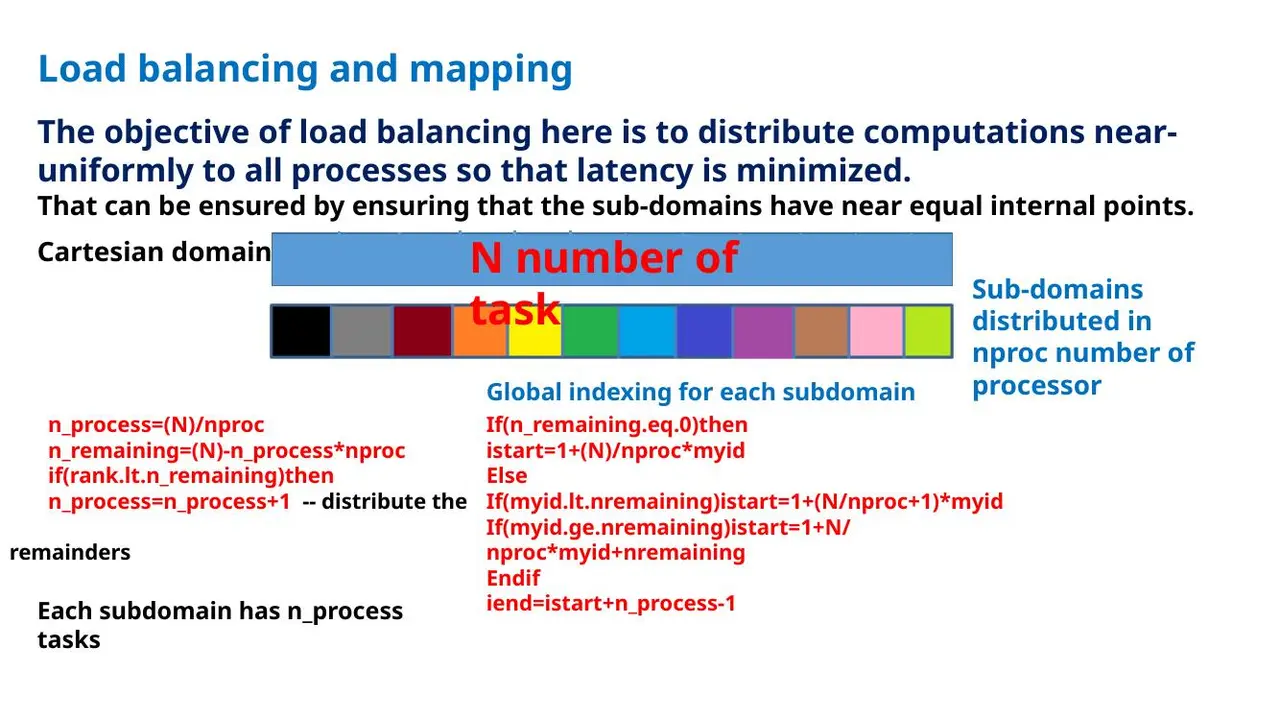 Load balancing and mapping
The objective of load balancing here is to distribute computations near-
uniformly to all processes so that latency is minimized.
That can be ensured by ensuring that the sub-domains have near equal internal points.
Cartesian domain
N number of
task
Sub-domains
distributed in
nproc number of
processor
Global indexing for each subdomain
n_process=(N)/nproc
n_remaining=(N)-n_process*nproc
if(rank.lt.n_remaining)then
n_process=n_process+1 -- distribute the
remainders
Each subdomain has n_process
tasks
If(n_remaining.eq.0)then
istart=1+(N)/nproc*myid
Else
If(myid.lt.nremaining)istart=1+(N/nproc+1)*myid
If(myid.ge.nremaining)istart=1+N/
nproc*myid+nremaining
Endif
iend=istart+n_process-1